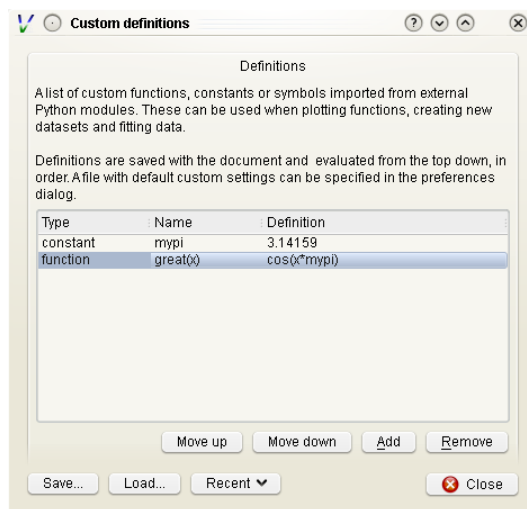 Custom definitions
Definitions
A list of custom functions, constants or symbols imported from external
Python modules. These can be used when plotting functions, creating new
datasets and fitting data.
Definitions are saved with the document and evaluated from the top down, in
order. A file with default custom settings can be specified in the preferences
dialog.
Type Name Definition
constant mypi 3.14159
function great(x) cos(x*mypi)
Move up Move down Add Remove
Save... Load... Recent Close